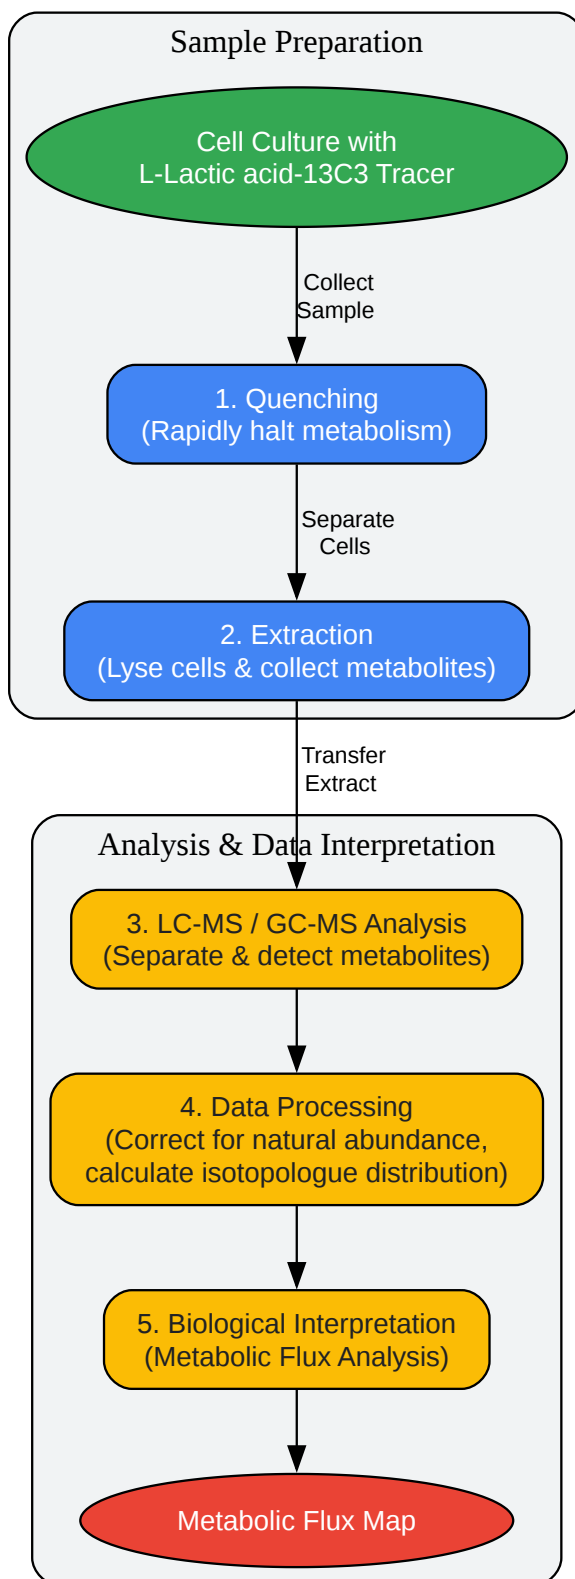 Sample Preparation
Cell Culture with
L-Lactic acid-13C3 Tracer
Collect
Sample
1. Quenching
(Rapidly halt metabolism)
Separate
Cells
2. Extraction
(Lyse cells & collect metabolites)
Transfer
Extract
Analysis & Data Interpretation
3. LC-MS / GC-MS Analysis
(Separate & detect metabolites)
4. Data Processing
(Correct for natural abundance,
calculate isotopologue distribution)
5. Biological Interpretation
(Metabolic Flux Analysis)
Metabolic Flux Map